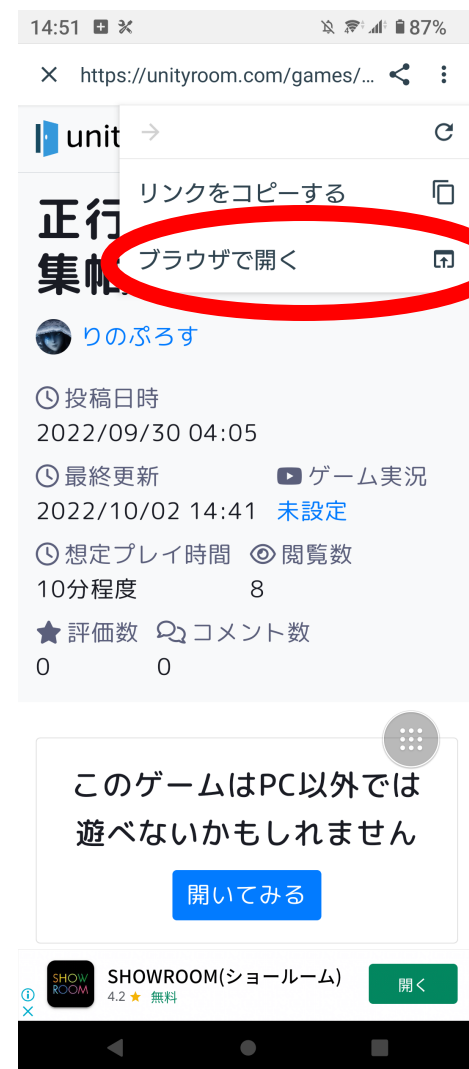 14:51
87%
https://unityroom.com/games/…
unit
リンクをコピーする
ブラウザで開く
正行
集帳
りのぷろす
投稿日時
2022/09/30 04:05
最終更新 ゲーム実況
2022/10/02 14:41 未設定
想定プレイ時間 閲覧数
10分程度 8
評価数 コメント数
0 0
このゲームはPC以外では
遊べないかもしれません
開いてみる
SHOW
ROOM
SHOWROOM(ショールーム)
4.2 ★ 無料
開く